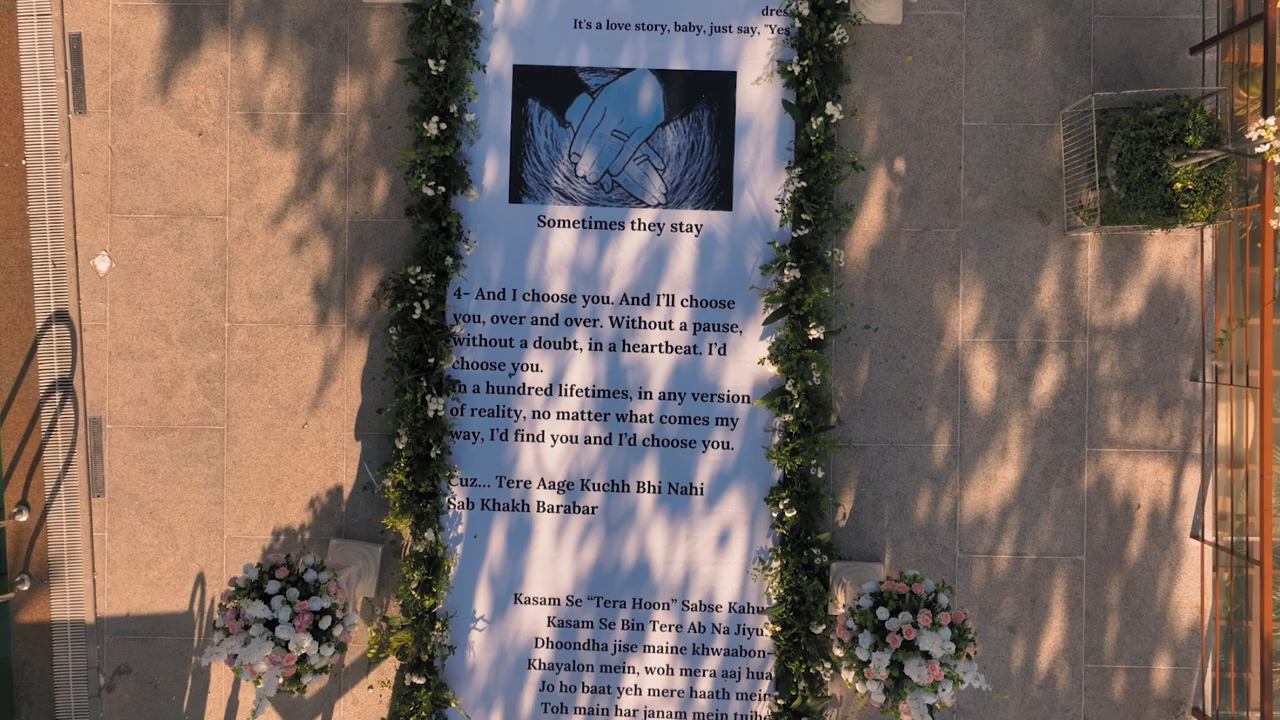 dres
It's a love story, baby, just say, "Yes
Sometimes they stay
4- And I choose you. And I'll choose
you, over and over. Without a pause,
without a doubt, in a heartbeat. I'd
choose you.
In a hundred lifetimes, in any version
of reality, no matter what comes my
way, I'd find you and I'd choose you.
Cuz... Tere Aage Kuchh Bhi Nahi
Sab Khakh Barabar
Kasam Se “Tera Hoon” Sabse Kahu
Kasam Se Bin Tere Ab Na Jiyu.
Dhoondha jise maine khwaabon-
Khayalon mein, woh mera aaj hua
Jo ho baat yeh mere haath mein
Toh main har janam mein tujhe